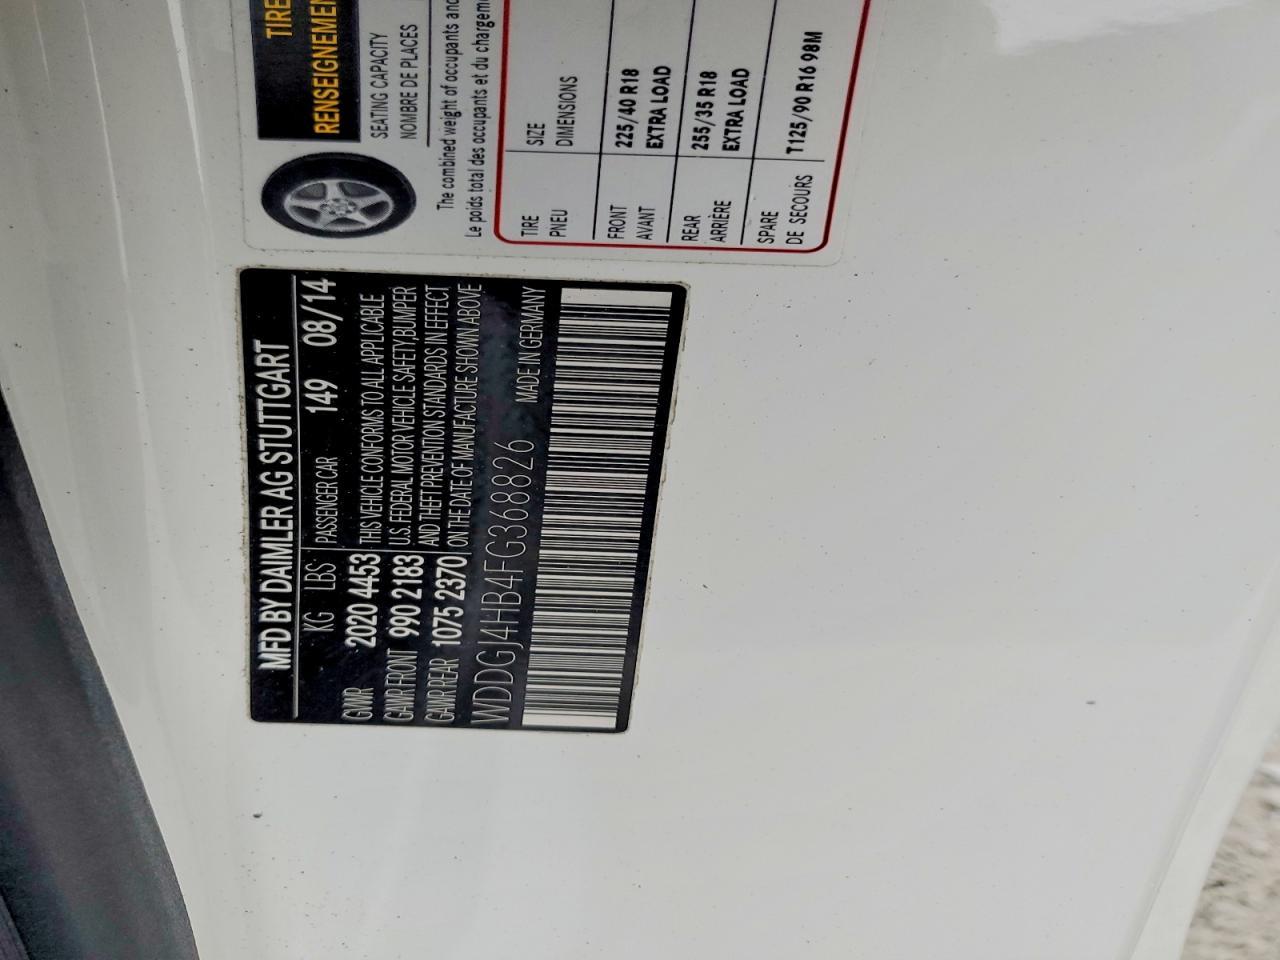 TIRE
RENSEIGNEMEN
SEATING CAPACITY
NOMBRE DE PLACES
The combined weight of occupants and
Le poids total des occupants et du chargem
TIRE SIZE
PNEU DIMENSIONS
FRONT 225/40 R18
AVANT EXTRA LOAD
REAR 255/35 R18
ARRIÈRE EXTRA LOAD
SPARE
DE SECOURS T125/90 R16 98M
MFD BY DAIMLER AG STUTTGART
KG LBS PASSENGER CAR 149 08/14
GVWR 2020 4453 THIS VEHICLE CONFORMS TO ALL APPLICABLE
GAWR FRONT 990 2183 U.S. FEDERAL MOTOR VEHICLE SAFETY,BUMPER
GAWR REAR 1075 2370 AND THEFT PREVENTION STANDARDS IN EFFECT
ON THE DATE OF MANUFACTURE SHOWN ABOVE
WDDGJ4HB4FG368826 MADE IN GERMANY